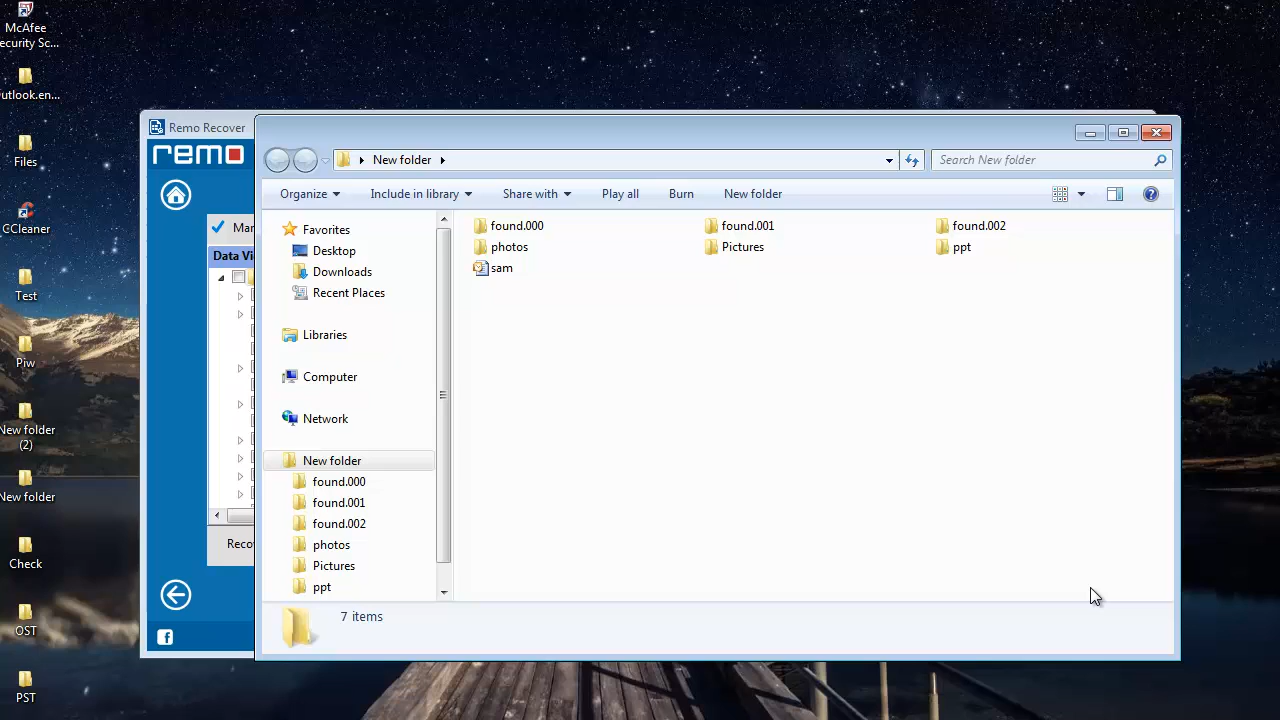 McAfee
ecurity Sc...
utlook.en...
Files
CCleaner
Test
Piw
New folder
(2)
New folder
Check
OST
PST
Remo Recover
remo
Mar
Data Vi
Reco
New folder
Search New folder
Organize
Include in library
Share with
Play all
Burn
New folder
Favorites
Desktop
Downloads
Recent Places
Libraries
Computer
Network
New folder
found.000
found.001
found.002
photos
Pictures
ppt
found.000
found.001
found.002
photos
Pictures
ppt
sam
7 items